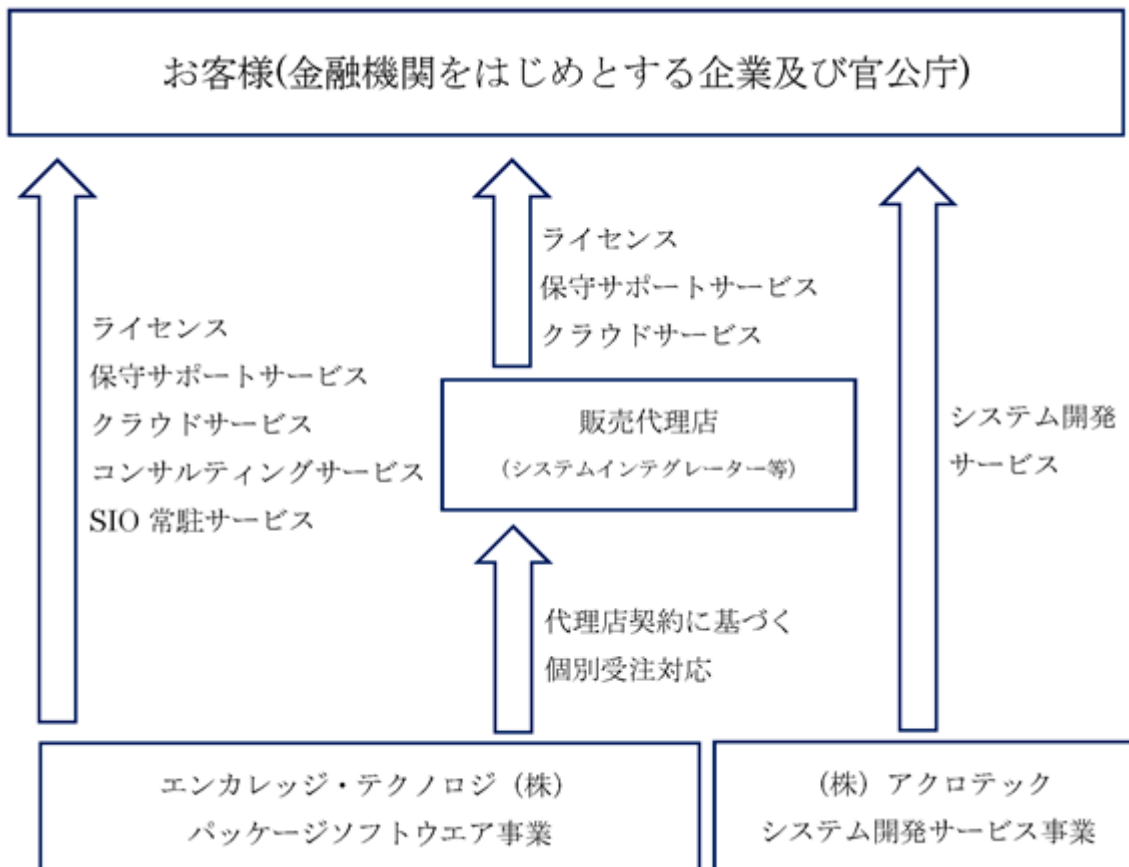 お客様(金融機関をはじめとする企業及び官公庁)
ライセンス
保守サポートサービス
クラウドサービス
コンサルティングサービス
SIO 常駐サービス
ライセンス
保守サポートサービス
クラウドサービス
販売代理店
(システムインテグレーター等)
代理店契約に基づく
個別受注対応
システム開発
サービス
エンカレッジ・テクノロジ（株）
パッケージソフトウエア事業
（株）アクロテック
システム開発サービス事業